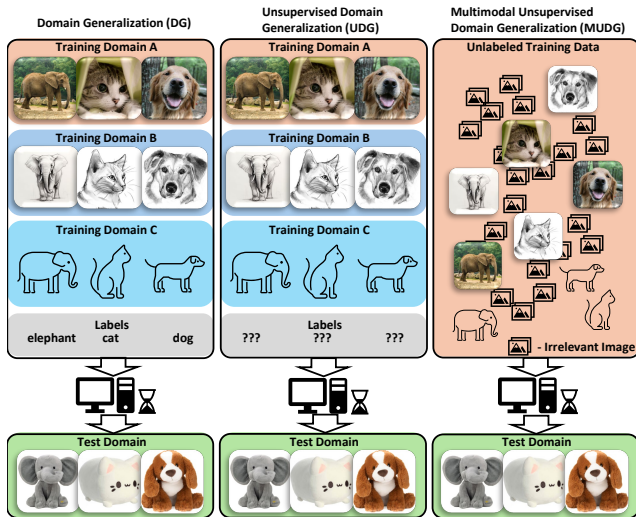 Domain Generalization (DG)
Training Domain A
Training Domain B
Training Domain C
Labels
elephant cat dog
Test Domain
Unsupervised Domain
Generalization (UDG)
Training Domain A
Training Domain B
Training Domain C
Labels
??? ??? ???
Test Domain
Multimodal Unsupervised
Domain Generalization (MUDG)
Unlabeled Training Data
- Irrelevant Image
Test Domain